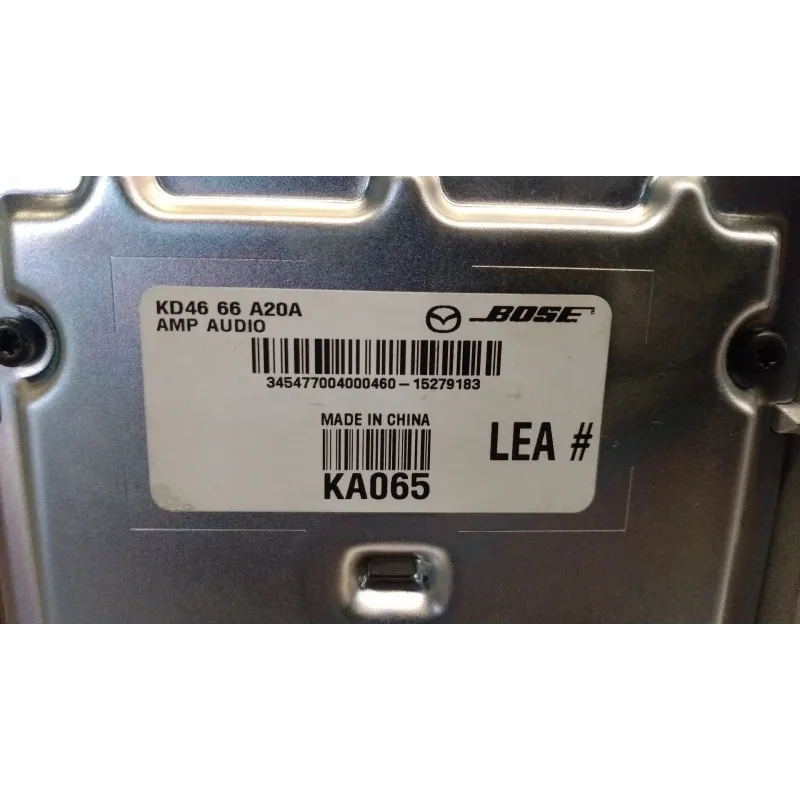 KD46 66 A20A
AMP AUDIO
BOSE
345477004000460-15279183
MADE IN CHINA
LEA #
KA065